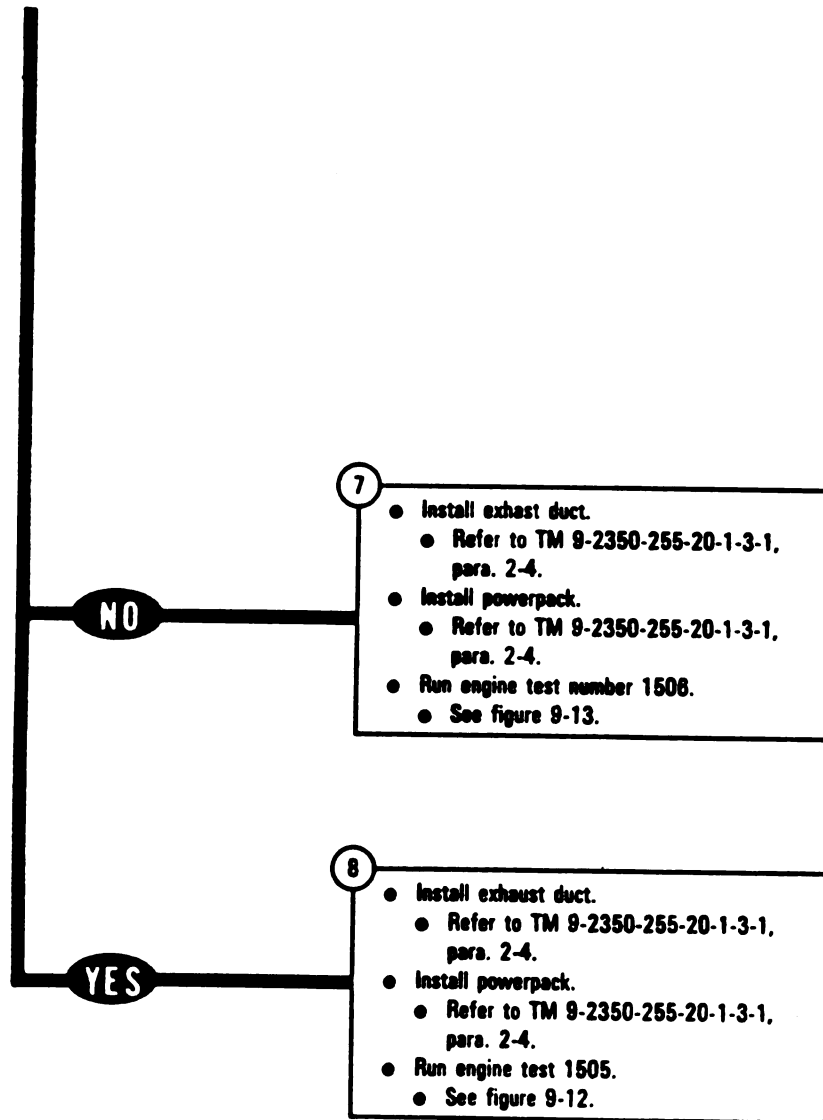 7
● Install exhast duct.
● Refer to TM 9-2350-255-20-1-3-1,
para. 2-4.
● Install powerpack.
● Refer to TM 9-2350-255-20-1-3-1,
para. 2-4.
● Run engine test number 1506.
● See figure 9-13.
NO
8
● Install exhaust duct.
● Refer to TM 9-2350-255-20-1-3-1,
para. 2-4.
● Install powerpack.
● Refer to TM 9-2350-255-20-1-3-1,
para. 2-4.
● Run engine test 1505.
● See figure 9-12.
YES